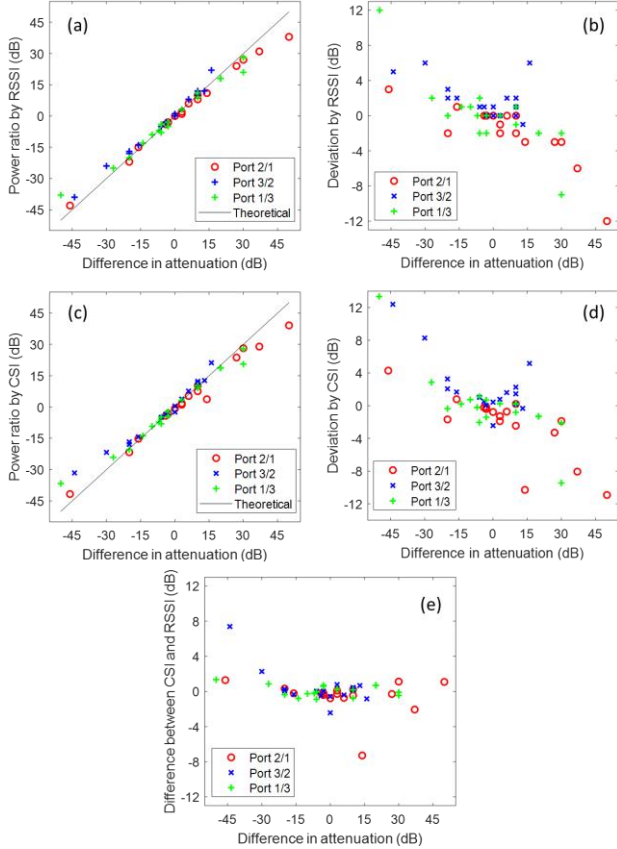 (a)
Power ratio by RSSI (dB)
45
30
15
0
-15
-30
-45
Port 2/1
Port 3/2
Port 1/3
Theoretical
-45 -30 -15 0 15 30 45
Difference in attenuation (dB)
(b)
Deviation by RSSI (dB)
12
8
4
0
-4
-8
-12
Port 2/1
Port 3/2
Port 1/3
-45 -30 -15 0 15 30 45
Difference in attenuation (dB)
(c)
Power ratio by CSI (dB)
45
30
15
0
-15
-30
-45
Port 2/1
Port 3/2
Port 1/3
Theoretical
-45 -30 -15 0 15 30 45
Difference in attenuation (dB)
(d)
Deviation by CSI (dB)
12
8
4
0
-4
-8
-12
Port 2/1
Port 3/2
Port 1/3
-45 -30 -15 0 15 30 45
Difference in attenuation (dB)
(e)
Difference between CSI and RSSI (dB)
12
8
4
0
-4
-8
-12
Port 2/1
Port 3/2
Port 1/3
-45 -30 -15 0 15 30 45
Difference in attenuation (dB)